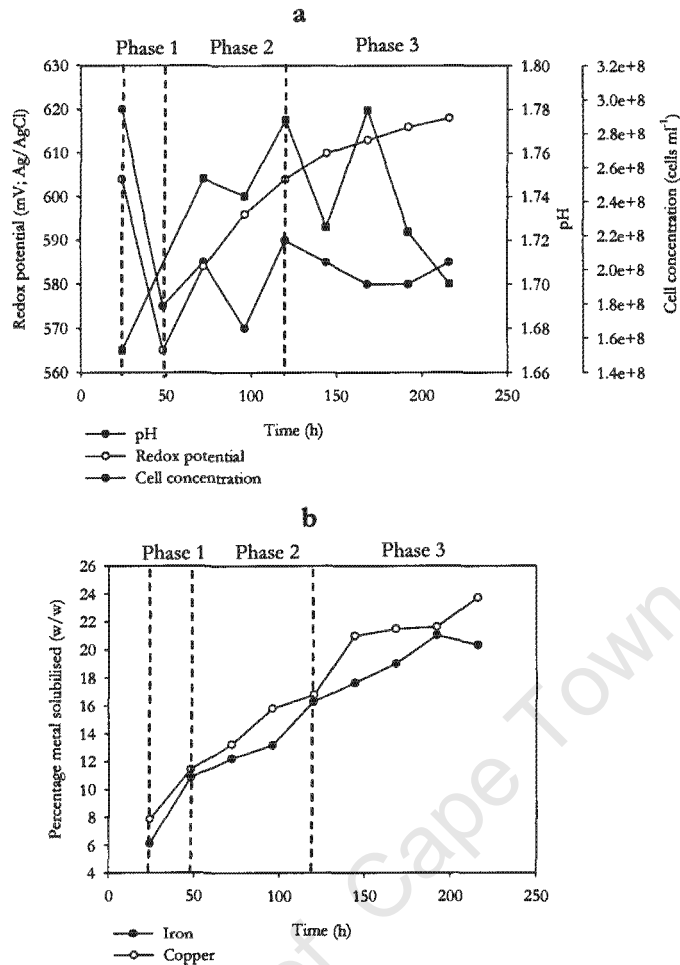 a
Phase 1 Phase 2 Phase 3
630 1.80 3.2e+8
620 1.78 3.0e+8
610 1.76 2.8e+8
600 1.74 2.6e+8
590 1.72 2.4e+8
580 1.70 2.2e+8
570 1.68 2.0e+8
560 1.66 1.8e+8
1.6e+8
1.4e+8
Redox potential (mV; Ag/AgCl)
pH
Cell concentration (cells ml⁻¹)
0 50 100 150 200 250
Time (h)
pH
Redox potential
Cell concentration
b
Phase 1 Phase 2 Phase 3
26
24
22
20
18
16
14
12
10
8
6
4
Percentage metal solubilised (w/w)
0 50 100 150 200 250
Time (h)
Iron
Copper
of Cape Town